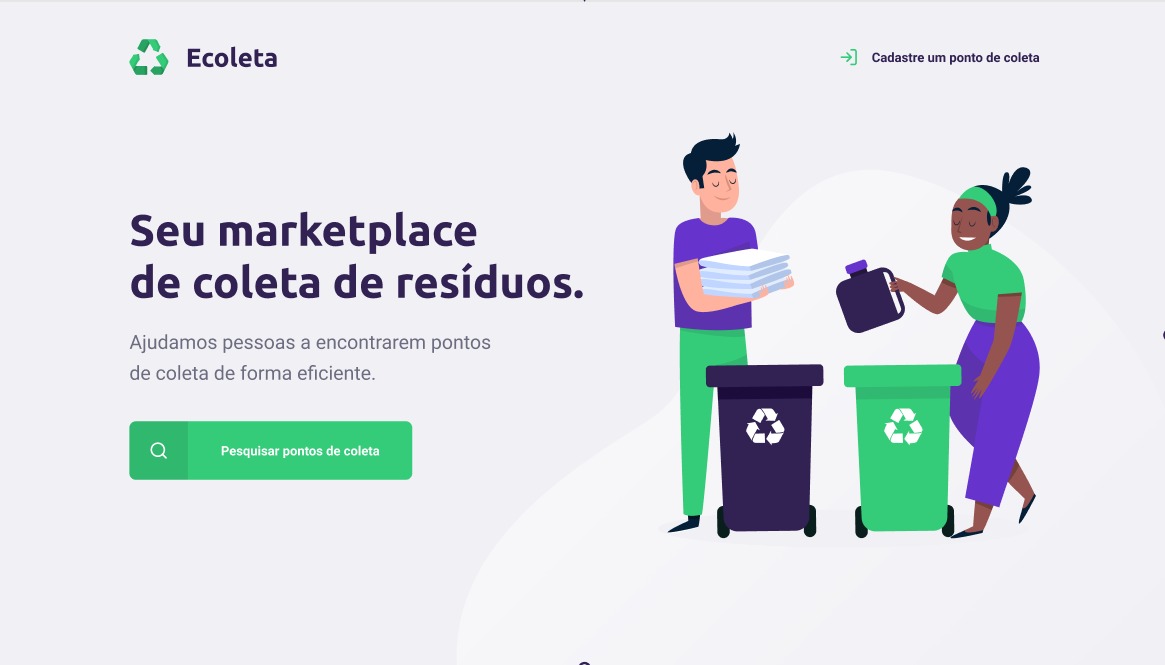 Ecoleta
Cadastre um ponto de coleta
Seu marketplace
de coleta de resíduos.
Ajudamos pessoas a encontrarem pontos
de coleta de forma eficiente.
Pesquisar pontos de coleta